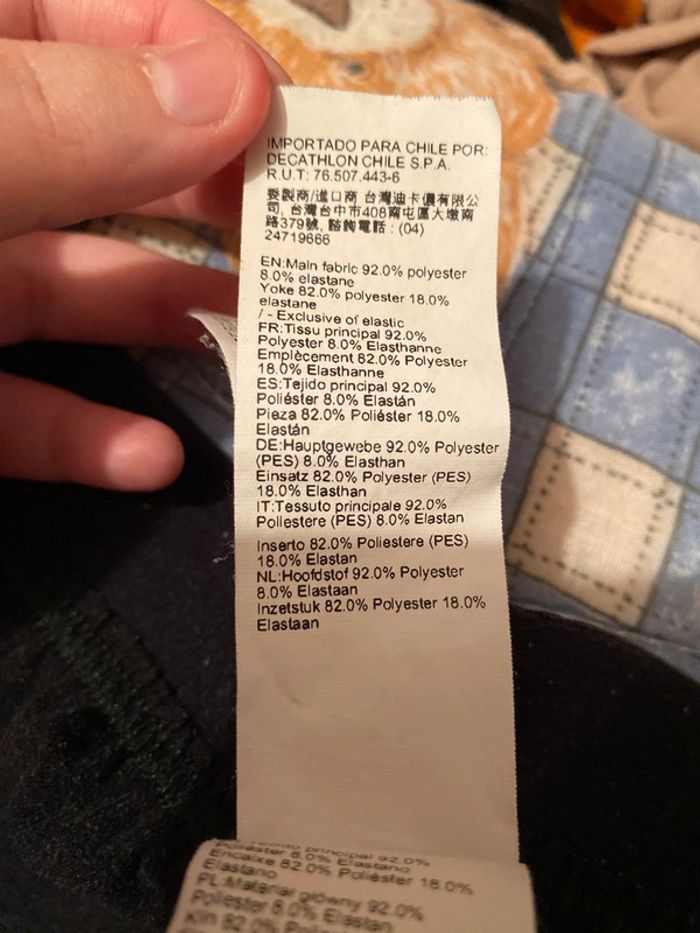 IMPORTADO PARA CHILE POR:
DECATHLON CHILE S.P.A.
R.U.T: 76.507.443-6
委製商/進口商 台灣迪卡儂有限公
司, 台灣台中市408南屯區大墩南
路379號, 諮詢電話 : (04)
24719666
EN:Main fabric 92.0% polyester
8.0% elastane
Yoke 82.0% polyester 18.0%
elastane
/ - Exclusive of elastic
FR:Tissu principal 92.0%
Polyester 8.0% Elasthanne
Emplècement 82.0% Polyester
18.0% Elasthanne
ES:Tejido principal 92.0%
Poliéster 8.0% Elastán
Pieza 82.0% Poliéster 18.0%
Elastán
DE:Hauptgewebe 92.0% Polyester
(PES) 8.0% Elasthan
Einsatz 82.0% Polyester (PES)
18.0% Elasthan
IT:Tessuto principale 92.0%
Poliestere (PES) 8.0% Elastan
Inserto 82.0% Poliestere (PES)
18.0% Elastan
NL:Hoofdstof 92.0% Polyester
8.0% Elastaan
Inzetstuk 82.0% Polyester 18.0%
Elastaan
principal 92.0%
Poliéster 8.0% Elastano
Encaixe 82.0% Poliéster 18.0%
Elastano
PL:Materiał główny 92.0%
Poliester 8.0% Elastan
Klin 82.0%